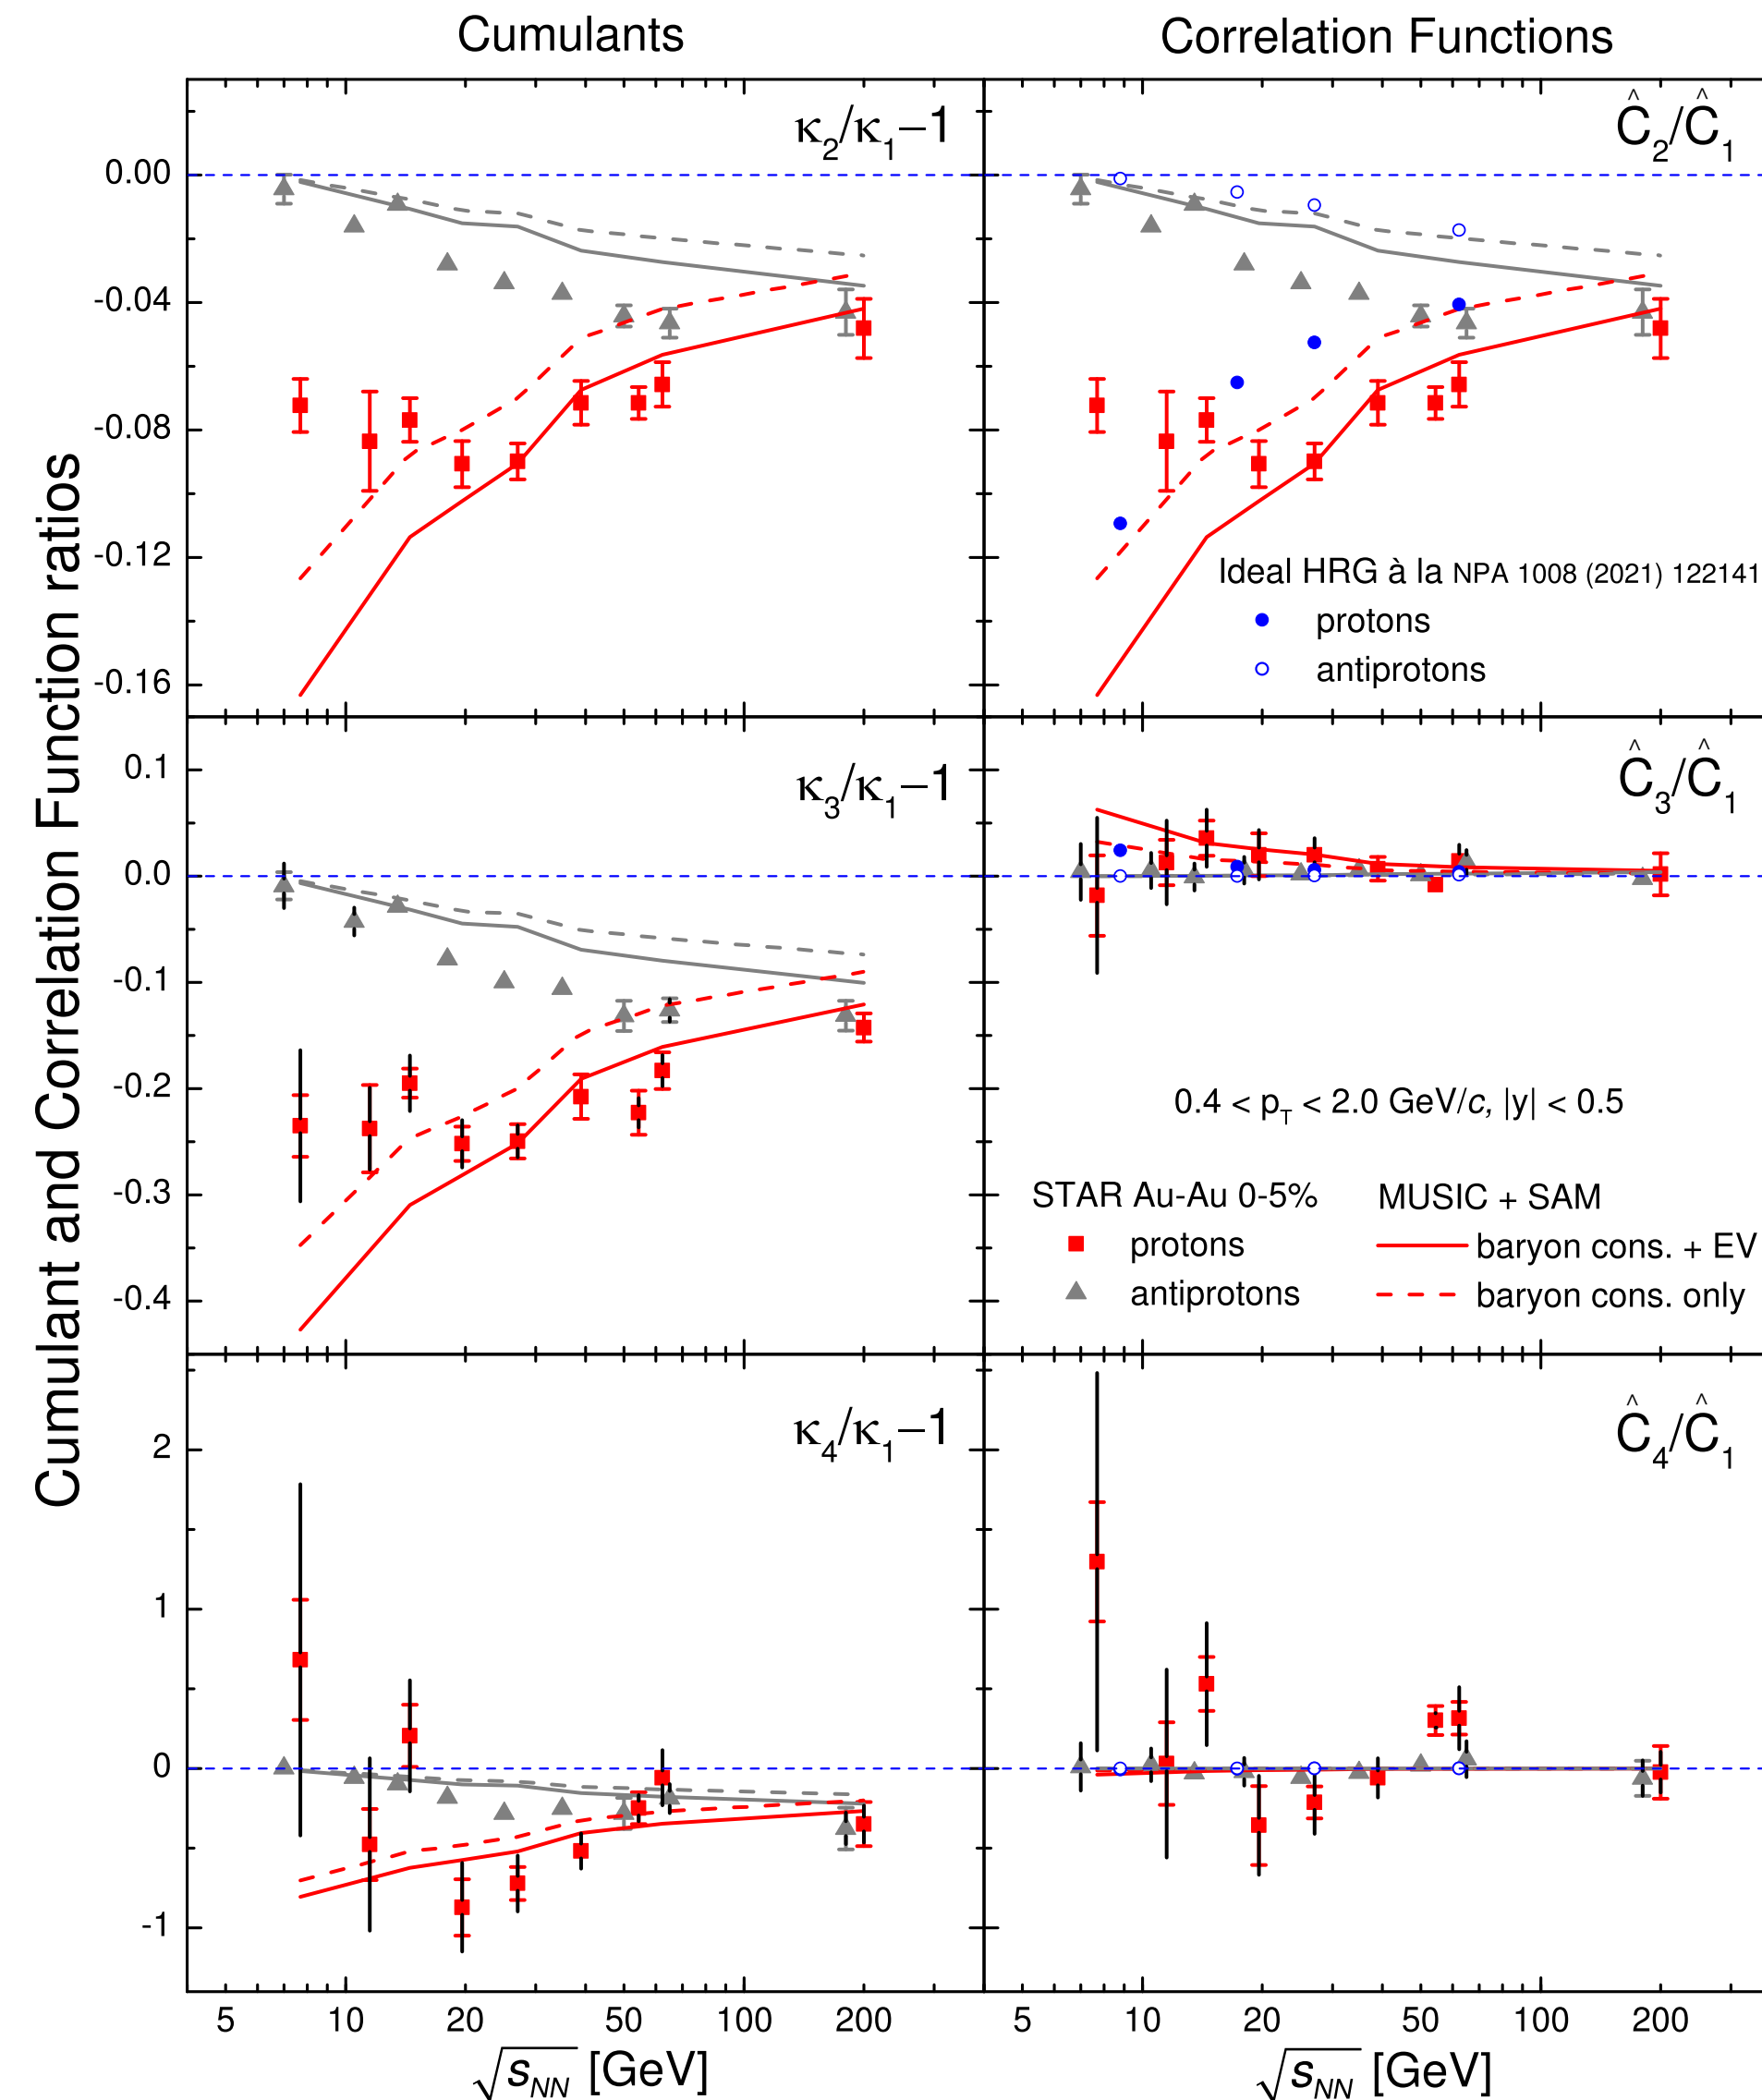 Cumulants
Correlation Functions
Cumulant and Correlation Function ratios
κ₂/κ₁−1
Ĉ₂/Ĉ₁
0.00
-0.04
-0.08
-0.12
-0.16
Ideal HRG à la NPA 1008 (2021) 122141
protons
antiprotons
κ₃/κ₁−1
Ĉ₃/Ĉ₁
0.1
0.0
-0.1
-0.2
-0.3
-0.4
0.4 < p_T < 2.0 GeV/c, |y| < 0.5
STAR Au-Au 0-5%
protons
antiprotons
MUSIC + SAM
baryon cons. + EV
baryon cons. only
κ₄/κ₁−1
Ĉ₄/Ĉ₁
2
1
0
-1
5 10 20 50 100 200
5 10 20 50 100 200
√s_NN [GeV]
√s_NN [GeV]